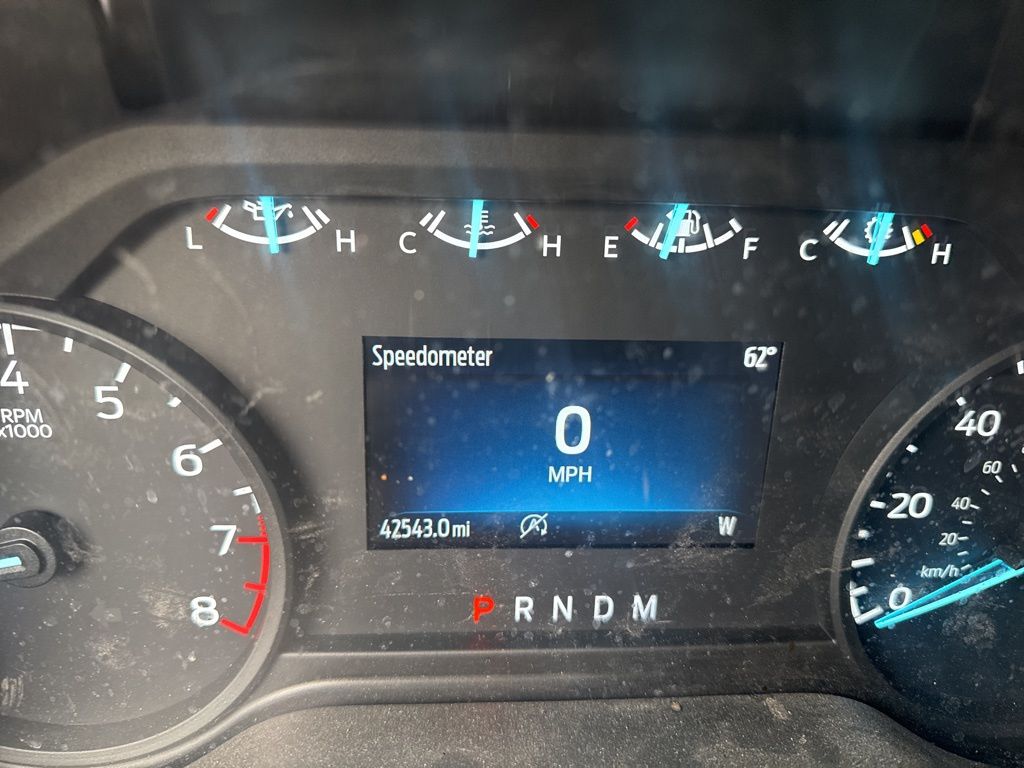 L H C H E F C H
Speedometer 62°
0
MPH
42543.0 mi W
P R N D M
4 5 6 7 8
RPM
x1000
40
20
0
60
40
20
km/h